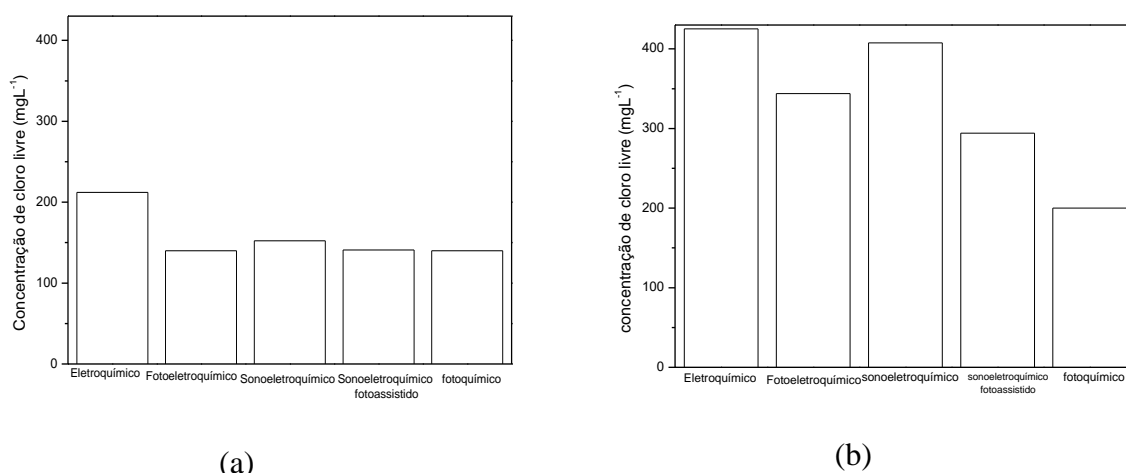 Concentração de cloro livre (mgL-1)
400
300
200
100
0
Eletroquímico Fotoeletroquímico Sonoeletroquímico Sonoeletroquímico fotoquímico
fotoassistido
(a)
concentração de cloro livre (mgL-1)
400
300
200
100
0
Eletroquímico Fotoeletroquímico sonoeletroquímico sonoeletroquímico fotoquímico
fotoassistido
(b)